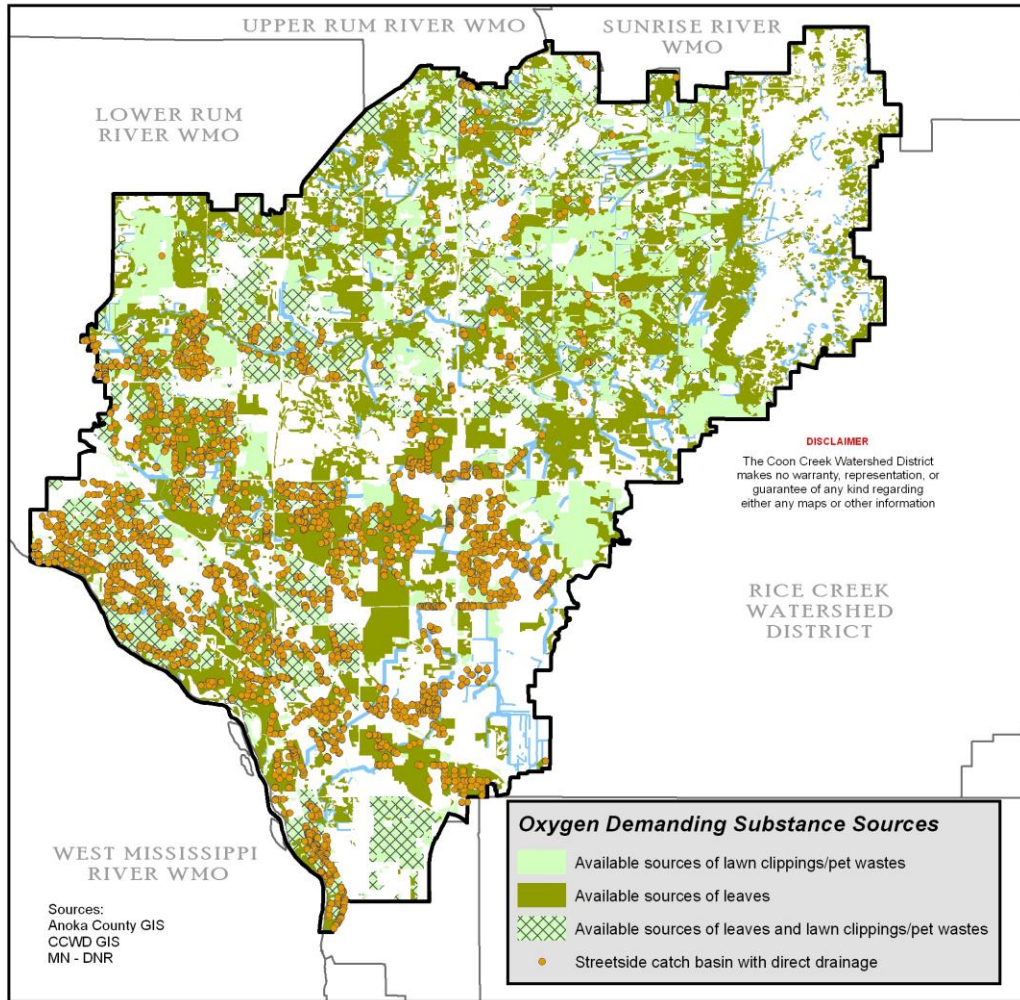 UPPER RUM RIVER WMO
SUNRISE RIVER
WMO
LOWER RUM
RIVER WMO
DISCLAIMER
The Coon Creek Watershed District
makes no warranty, representation, or
guarantee of any kind regarding
either any maps or other information
RICE CREEK
WATERSHED
DISTRICT
WEST MISSISSIPPI
RIVER WMO
Sources:
Anoka County GIS
CCWD GIS
MN - DNR
Oxygen Demanding Substance Sources
Available sources of lawn clippings/pet wastes
Available sources of leaves
Available sources of leaves and lawn clippings/pet wastes
Streetside catch basin with direct drainage